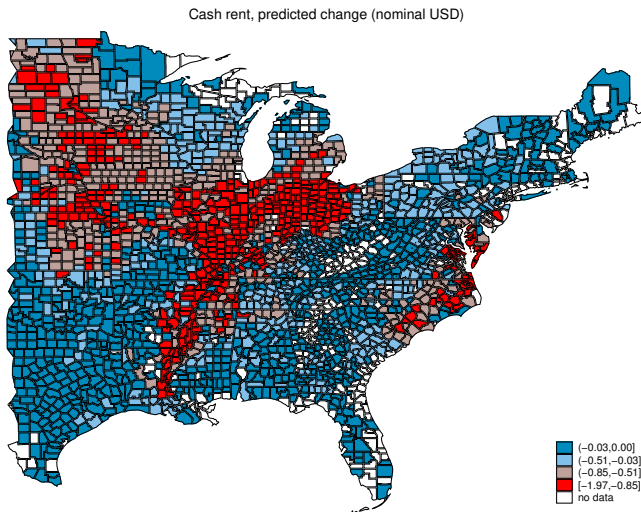 Cash rent, predicted change (nominal USD)
(−0.03,0.00]
(−0.51,−0.03]
(−0.85,−0.51]
[−1.97,−0.85]
no data